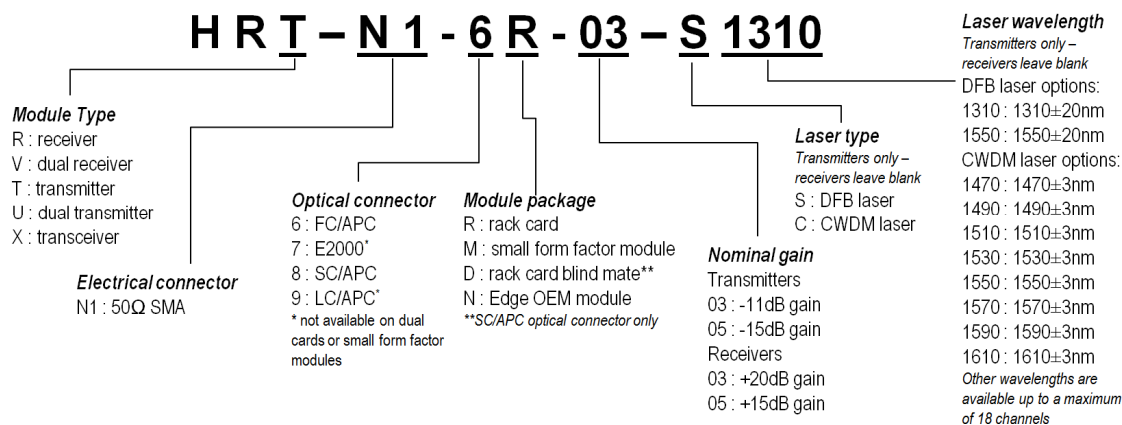 HRT – N1 - 6R - 03 – S1310
Module Type
R : receiver
V : dual receiver
T : transmitter
U : dual transmitter
X : transceiver
Electrical connector
N1 : 50Ω SMA
Optical connector
6 : FC/APC
7 : E2000*
8 : SC/APC
9 : LC/APC*
* not available on dual
cards or small form factor
modules
Module package
R : rack card
M : small form factor module
D : rack card blind mate**
N : Edge OEM module
**SC/APC optical connector only
Nominal gain
Transmitters
03 : -11dB gain
05 : -15dB gain
Receivers
03 : +20dB gain
05 : +15dB gain
Laser type
Transmitters only –
receivers leave blank
S : DFB laser
C : CWDM laser
Laser wavelength
Transmitters only –
receivers leave blank
DFB laser options:
1310 : 1310±20nm
1550 : 1550±20nm
CWDM laser options:
1470 : 1470±3nm
1490 : 1490±3nm
1510 : 1510±3nm
1530 : 1530±3nm
1550 : 1550±3nm
1570 : 1570±3nm
1590 : 1590±3nm
1610 : 1610±3nm
Other wavelengths are
available up to a maximum
of 18 channels